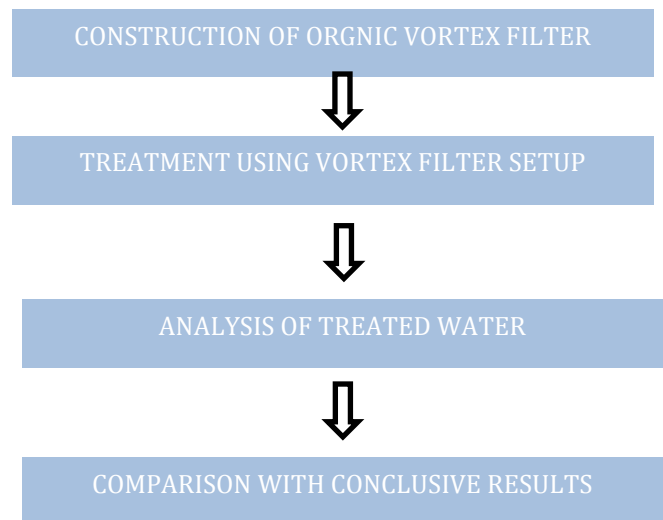 CONSTRUCTION OF ORGNIC VORTEX FILTER
TREATMENT USING VORTEX FILTER SETUP
ANALYSIS OF TREATED WATER
COMPARISON WITH CONCLUSIVE RESULTS